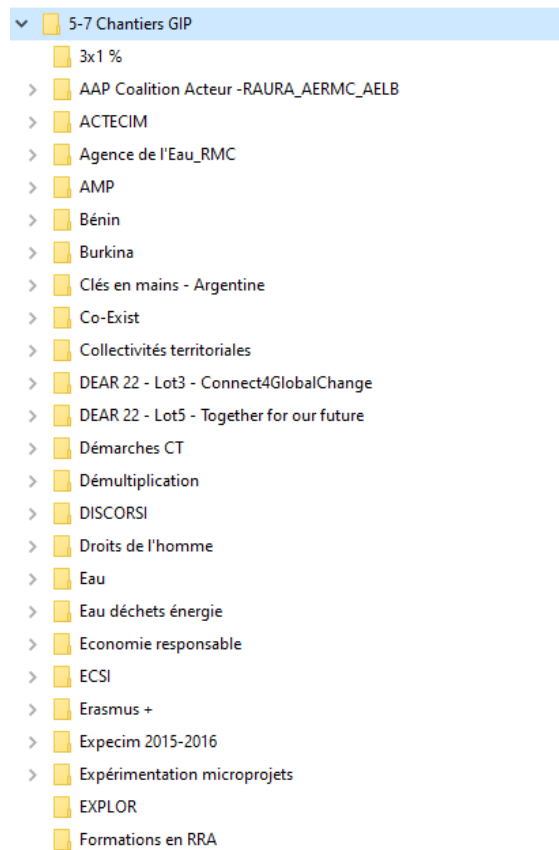 5-7 Chantiers GIP
3x1 %
AAP Coalition Acteur -RAURA_AERMC_AELB
ACTECIM
Agence de l'Eau_RMC
AMP
Bénin
Burkina
Clés en mains - Argentine
Co-Exist
Collectivités territoriales
DEAR 22 - Lot3 - Connect4GlobalChange
DEAR 22 - Lot5 - Together for our future
Démarches CT
Démultiplication
DISCORSI
Droits de l'homme
Eau
Eau déchets énergie
Economie responsable
ECSI
Erasmus +
Expecim 2015-2016
Expérimentation microprojets
EXPLOR
Formations en RRA